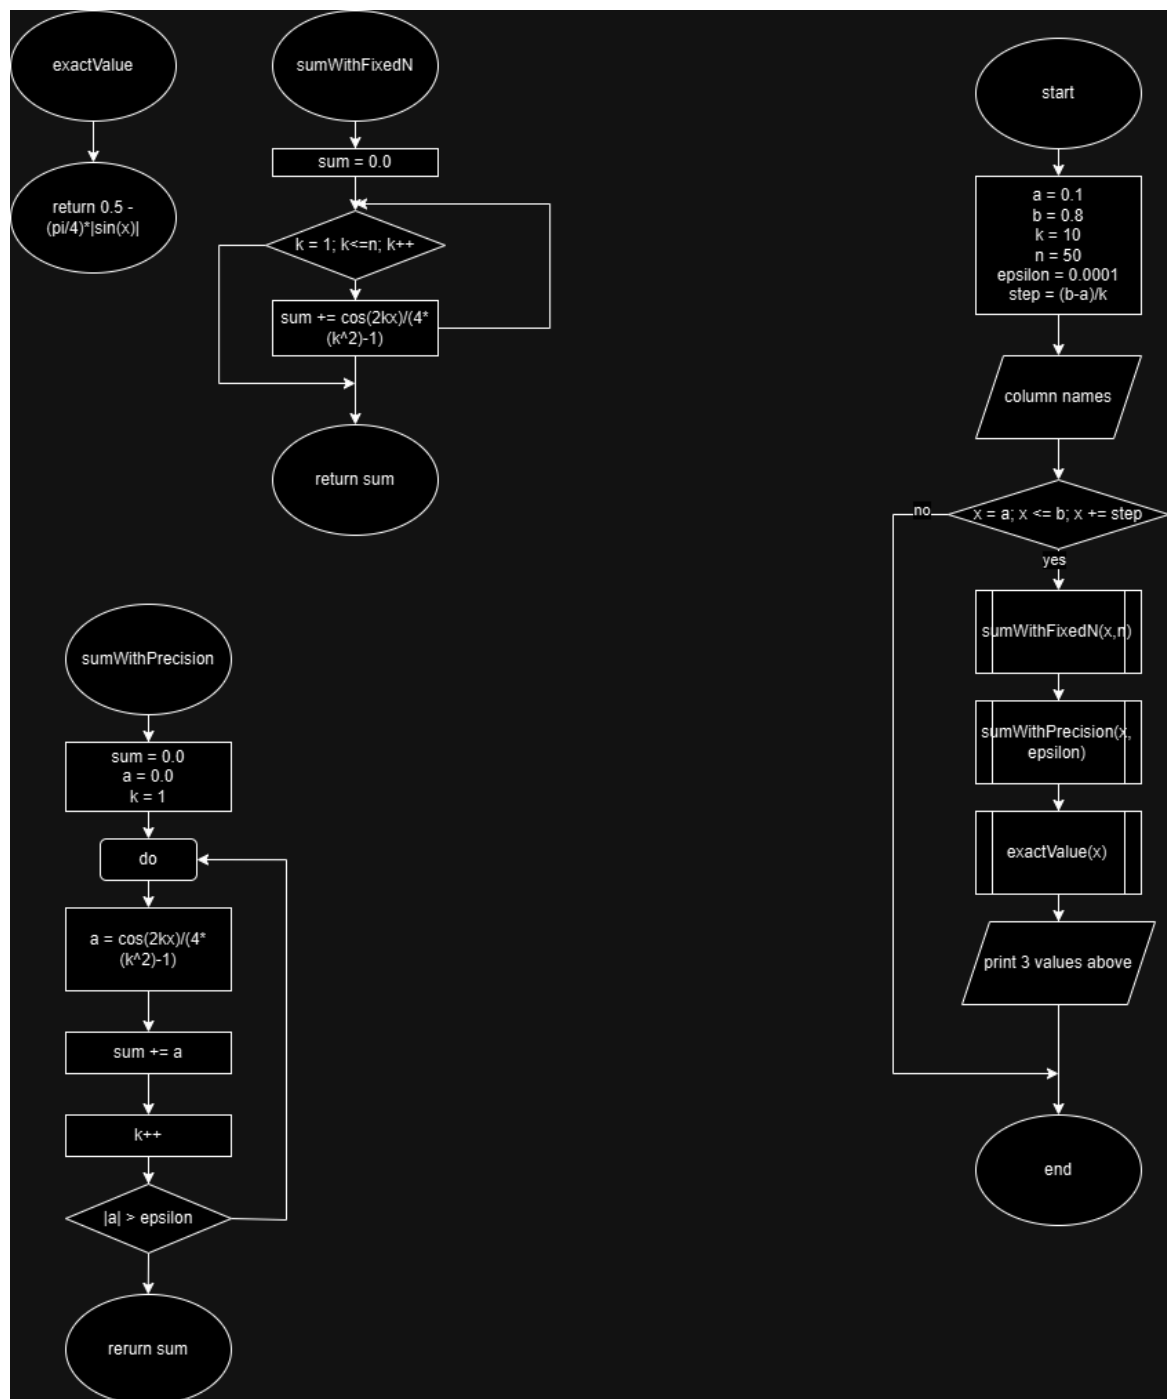 exactValue
return 0.5 -
(pi/4)*|sin(x)|
sumWithFixedN
sum = 0.0
k = 1; k<=n; k++
sum += cos(2kx)/(4*
(k^2)-1)
return sum
sumWithPrecision
sum = 0.0
a = 0.0
k = 1
do
a = cos(2kx)/(4*
(k^2)-1)
sum += a
k++
|a| > epsilon
rerurn sum
start
a = 0.1
b = 0.8
k = 10
n = 50
epsilon = 0.0001
step = (b-a)/k
column names
no
x = a; x <= b; x += step
yes
sumWithFixedN(x,n)
sumWithPrecision(x,
epsilon)
exactValue(x)
print 3 values above
end